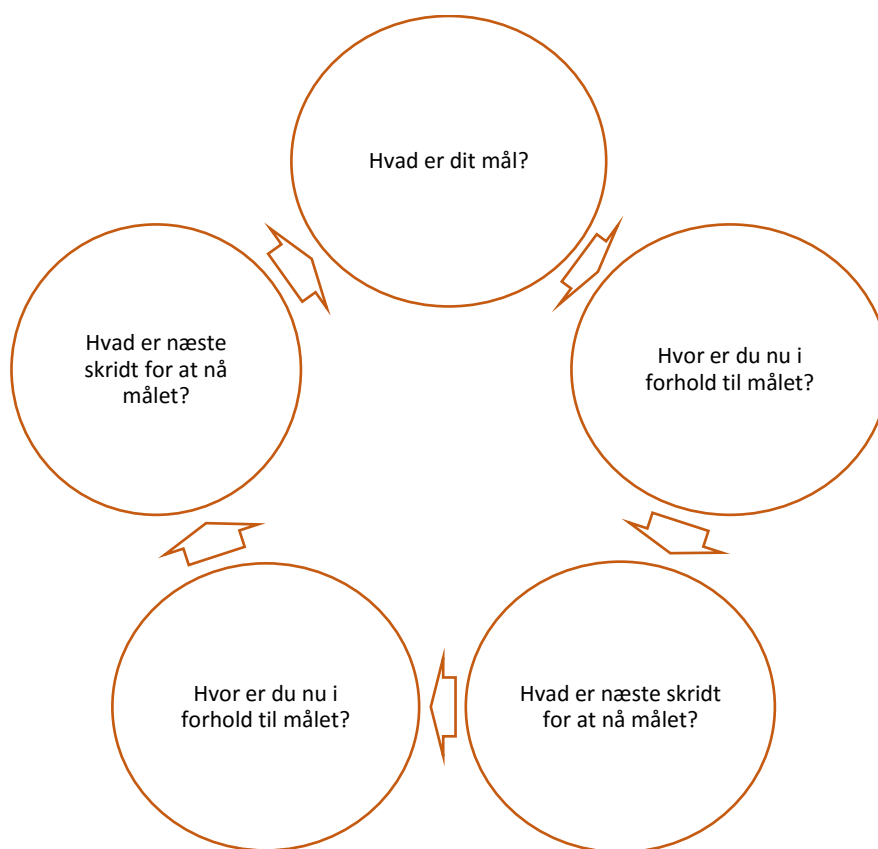 Hvad er dit mål?
Hvor er du nu i
forhold til målet?
Hvad er næste skridt
for at nå målet?
Hvor er du nu i
forhold til målet?
Hvad er næste
skridt for at nå
målet?